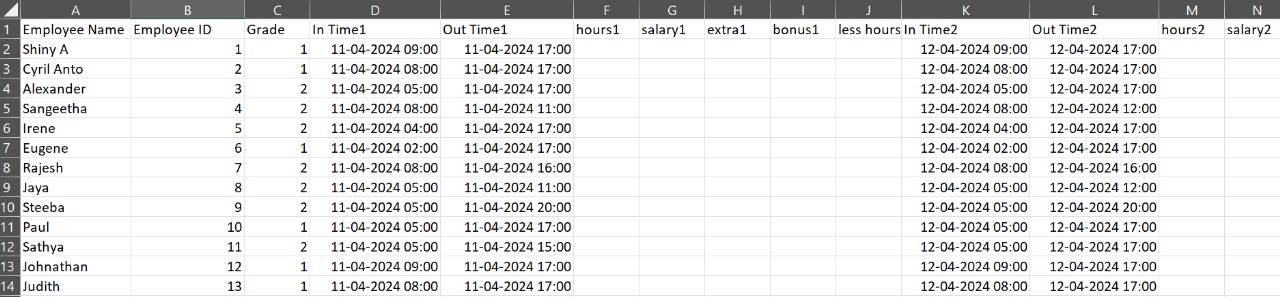 A B C D E F G H I J K L M N
1 Employee Name Employee ID Grade In Time1 Out Time1 hours1 salary1 extra1 bonus1 less hours In Time2 Out Time2 hours2 salary2
2 Shiny A 1 1 11-04-2024 09:00 11-04-2024 17:00 12-04-2024 09:00 12-04-2024 17:00
3 Cyril Anto 2 1 11-04-2024 08:00 11-04-2024 17:00 12-04-2024 08:00 12-04-2024 17:00
4 Alexander 3 2 11-04-2024 05:00 11-04-2024 17:00 12-04-2024 05:00 12-04-2024 17:00
5 Sangeetha 4 2 11-04-2024 08:00 11-04-2024 11:00 12-04-2024 08:00 12-04-2024 12:00
6 Irene 5 2 11-04-2024 04:00 11-04-2024 17:00 12-04-2024 04:00 12-04-2024 17:00
7 Eugene 6 1 11-04-2024 02:00 11-04-2024 17:00 12-04-2024 02:00 12-04-2024 17:00
8 Rajesh 7 2 11-04-2024 08:00 11-04-2024 16:00 12-04-2024 08:00 12-04-2024 16:00
9 Jaya 8 2 11-04-2024 05:00 11-04-2024 11:00 12-04-2024 05:00 12-04-2024 12:00
10 Steeba 9 2 11-04-2024 05:00 11-04-2024 20:00 12-04-2024 05:00 12-04-2024 20:00
11 Paul 10 1 11-04-2024 05:00 11-04-2024 17:00 12-04-2024 05:00 12-04-2024 17:00
12 Sathya 11 2 11-04-2024 05:00 11-04-2024 15:00 12-04-2024 05:00 12-04-2024 17:00
13 Johnathan 12 1 11-04-2024 09:00 11-04-2024 17:00 12-04-2024 09:00 12-04-2024 17:00
14 Judith 13 1 11-04-2024 08:00 11-04-2024 17:00 12-04-2024 08:00 12-04-2024 17:00